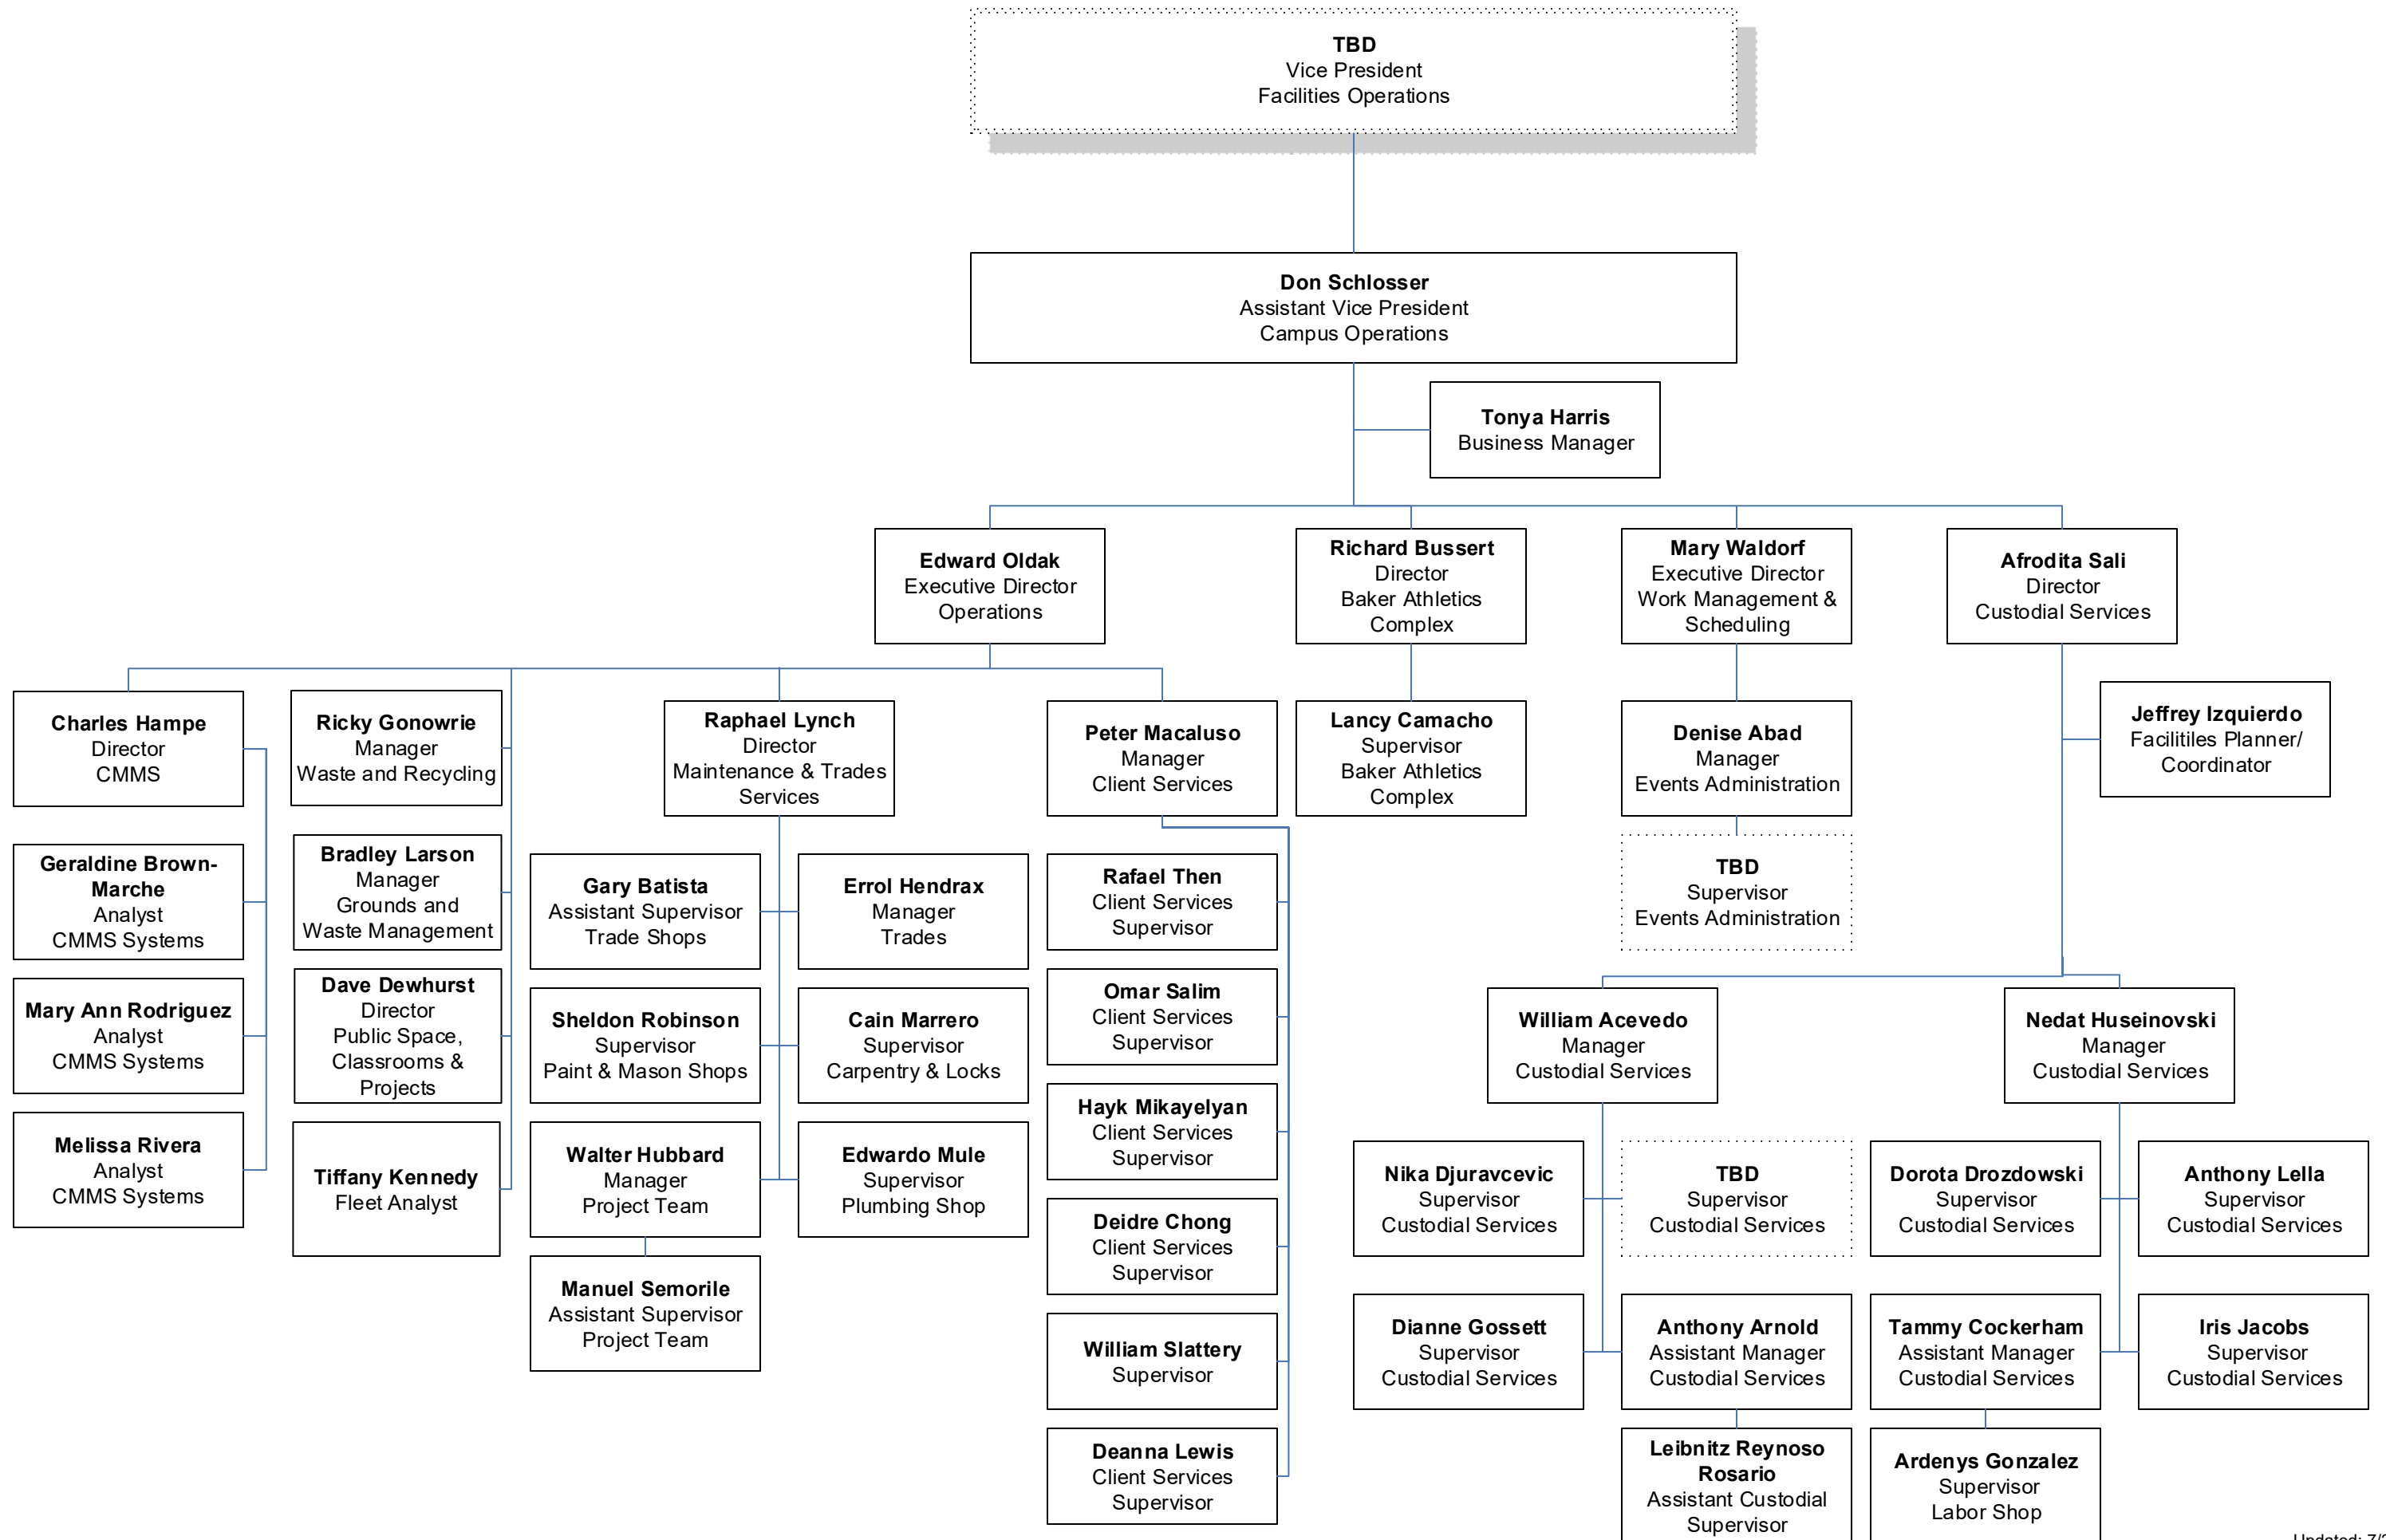 TBD
Vice President
Facilities Operations
Don Schlosser
Assistant Vice President
Campus Operations
Tonya Harris
Business Manager
Edward Oldak
Executive Director
Operations
Richard Bussert
Director
Baker Athletics
Complex
Mary Waldorf
Executive Director
Work Management &
Scheduling
Afrodita Sali
Director
Custodial Services
Charles Hampe
Director
CMMS
Ricky Gonowrie
Manager
Waste and Recycling
Raphael Lynch
Director
Maintenance & Trades
Services
Peter Macaluso
Manager
Client Services
Lancy Camacho
Supervisor
Baker Athletics
Complex
Denise Abad
Manager
Events Administration
Jeffrey Izquierdo
Facilitiles Planner/
Coordinator
Geraldine Brown-
Marche
Analyst
CMMS Systems
Bradley Larson
Manager
Grounds and
Waste Management
Gary Batista
Assistant Supervisor
Trade Shops
Errol Hendrax
Manager
Trades
Rafael Then
Client Services
Supervisor
TBD
Supervisor
Events Administration
Mary Ann Rodriguez
Analyst
CMMS Systems
Dave Dewhurst
Director
Public Space,
Classrooms &
Projects
Sheldon Robinson
Supervisor
Paint & Mason Shops
Cain Marrero
Supervisor
Carpentry & Locks
Omar Salim
Client Services
Supervisor
William Acevedo
Manager
Custodial Services
Nedat Huseinovski
Manager
Custodial Services
Melissa Rivera
Analyst
CMMS Systems
Tiffany Kennedy
Fleet Analyst
Walter Hubbard
Manager
Project Team
Edwardo Mule
Supervisor
Plumbing Shop
Hayk Mikayelyan
Client Services
Supervisor
Nika Djuravcevic
Supervisor
Custodial Services
TBD
Supervisor
Custodial Services
Dorota Drozdowski
Supervisor
Custodial Services
Anthony Lella
Supervisor
Custodial Services
Manuel Semorile
Assistant Supervisor
Project Team
Deidre Chong
Client Services
Supervisor
William Slattery
Supervisor
Dianne Gossett
Supervisor
Custodial Services
Anthony Arnold
Assistant Manager
Custodial Services
Tammy Cockerham
Assistant Manager
Custodial Services
Iris Jacobs
Supervisor
Custodial Services
Deanna Lewis
Client Services
Supervisor
Leibnitz Reynoso
Rosario
Assistant Custodial
Supervisor
Ardenys Gonzalez
Supervisor
Labor Shop